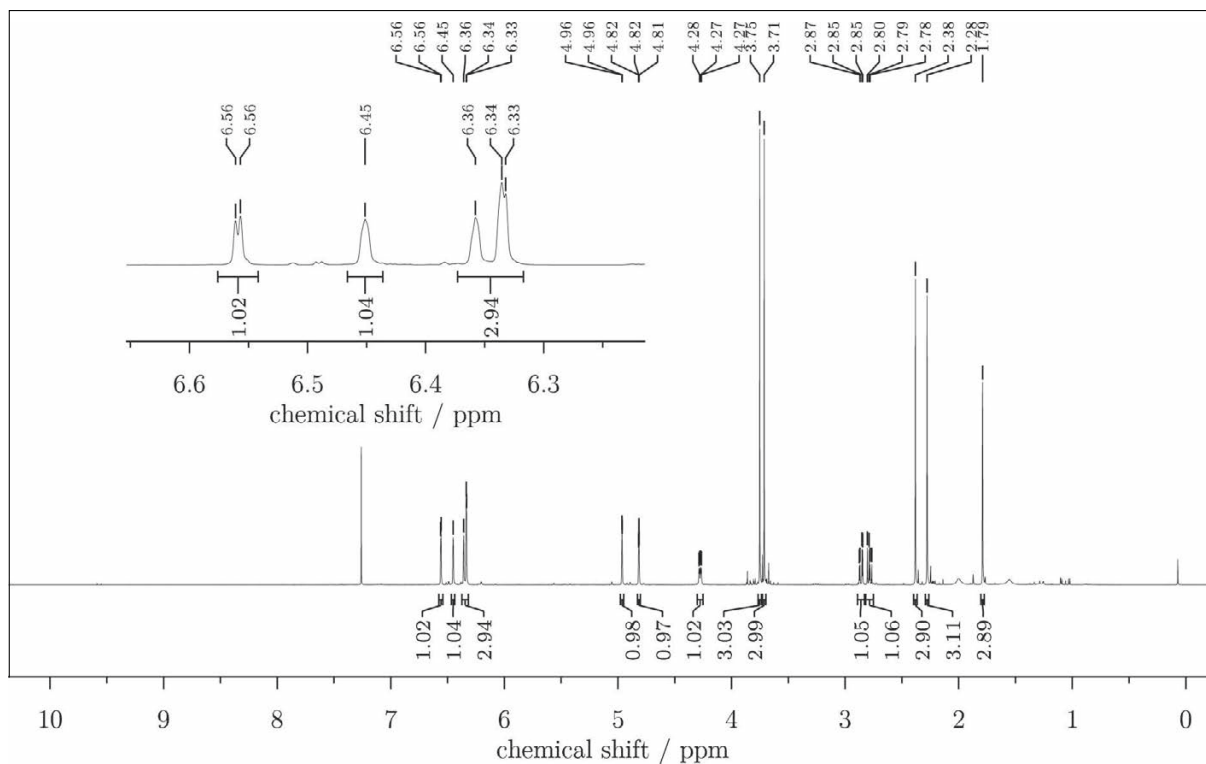 6.56 6.56 6.45 6.36 6.34 6.33 4.96 4.96 4.82 4.82 4.81 4.28 4.27 4.27 3.75 3.71 2.87 2.85 2.85 2.80 2.79 2.78 2.38 2.28 1.79
6.56 6.56 6.45 6.36 6.34 6.33
1.02 1.04 2.94
6.6 6.5 6.4 6.3
chemical shift / ppm
1.02 1.04 2.94 0.98 0.97 1.02 3.03 2.99 1.05 1.06 2.90 3.11 2.89
10 9 8 7 6 5 4 3 2 1 0
chemical shift / ppm